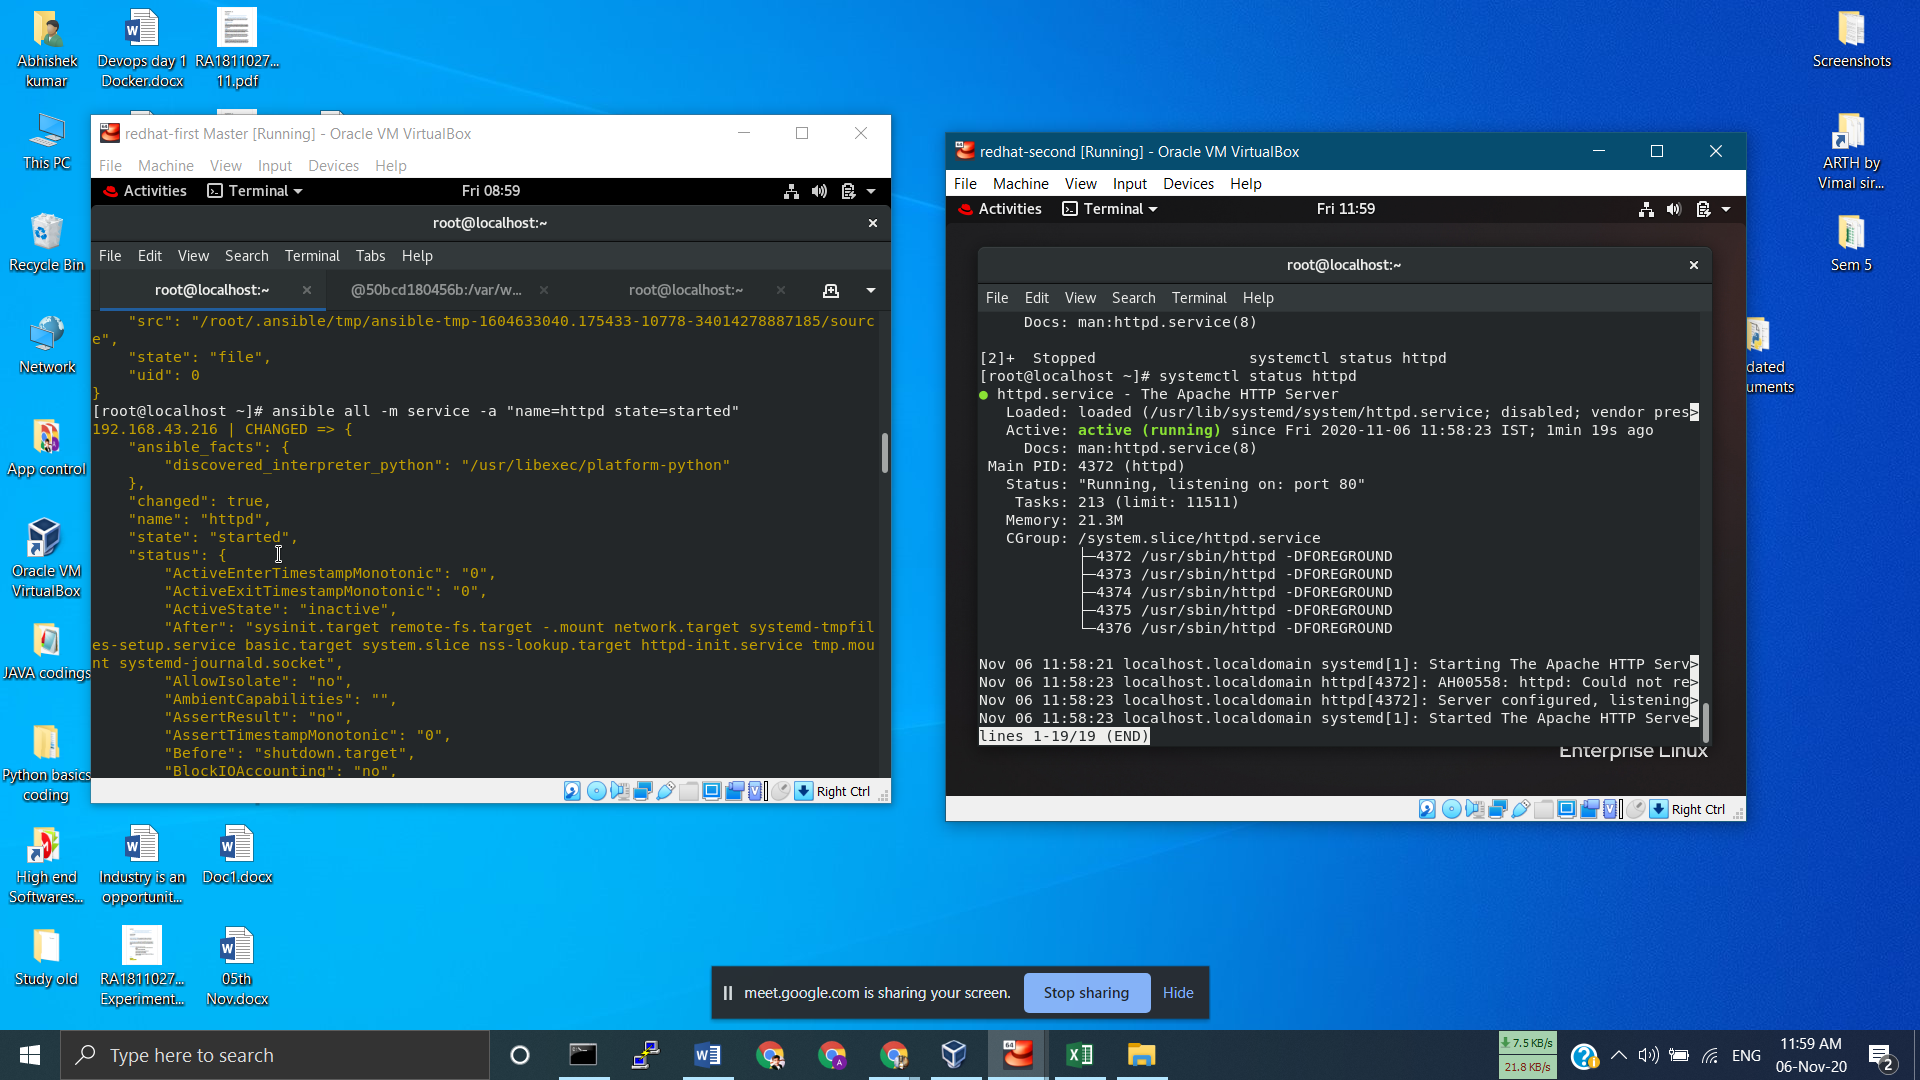 Abhishek
kumar
Devops day 1
Docker.docx
RA1811027...
11.pdf
This PC
Recycle Bin
Network
App control
Oracle VM
VirtualBox
JAVA codings
Python basics
coding
High end
Softwares...
Industry is an
opportunit...
Doc1.docx
Study old
RA1811027...
Experiment...
05th
Nov.docx
Screenshots
ARTH by
Vimal sir...
Sem 5
dated
uments
redhat-first Master [Running] - Oracle VM VirtualBox
File Machine View Input Devices Help
Activities Terminal Fri 08:59
root@localhost:~
File Edit View Search Terminal Tabs Help
root@localhost:~ @50bcd180456b:/var/w... root@localhost:~
"src": "/root/.ansible/tmp/ansible-tmp-1604633040.175433-10778-34014278887185/sourc
e",
"state": "file",
"uid": 0
}
[root@localhost ~]# ansible all -m service -a "name=httpd state=started"
192.168.43.216 | CHANGED => {
"ansible_facts": {
"discovered_interpreter_python": "/usr/libexec/platform-python"
},
"changed": true,
"name": "httpd",
"state": "started",
"status": {
"ActiveEnterTimestampMonotonic": "0",
"ActiveExitTimestampMonotonic": "0",
"ActiveState": "inactive",
"After": "sysinit.target remote-fs.target -.mount network.target systemd-tmpfil
es-setup.service basic.target system.slice nss-lookup.target httpd-init.service tmp.mou
nt systemd-journald.socket",
"AllowIsolate": "no",
"AmbientCapabilities": "",
"AssertResult": "no",
"AssertTimestampMonotonic": "0",
"Before": "shutdown.target",
"BlockIOAccounting": "no",
Right Ctrl
redhat-second [Running] - Oracle VM VirtualBox
File Machine View Input Devices Help
Activities Terminal Fri 11:59
root@localhost:~
File Edit View Search Terminal Help
Docs: man:httpd.service(8)
[2]+ Stopped systemctl status httpd
[root@localhost ~]# systemctl status httpd
● httpd.service - The Apache HTTP Server
Loaded: loaded (/usr/lib/systemd/system/httpd.service; disabled; vendor pres>
Active: active (running) since Fri 2020-11-06 11:58:23 IST; 1min 19s ago
Docs: man:httpd.service(8)
Main PID: 4372 (httpd)
Status: "Running, listening on: port 80"
Tasks: 213 (limit: 11511)
Memory: 21.3M
CGroup: /system.slice/httpd.service
├─4372 /usr/sbin/httpd -DFOREGROUND
├─4373 /usr/sbin/httpd -DFOREGROUND
├─4374 /usr/sbin/httpd -DFOREGROUND
├─4375 /usr/sbin/httpd -DFOREGROUND
└─4376 /usr/sbin/httpd -DFOREGROUND
Nov 06 11:58:21 localhost.localdomain systemd[1]: Starting The Apache HTTP Serv>
Nov 06 11:58:23 localhost.localdomain httpd[4372]: AH00558: httpd: Could not re>
Nov 06 11:58:23 localhost.localdomain httpd[4372]: Server configured, listening>
Nov 06 11:58:23 localhost.localdomain systemd[1]: Started The Apache HTTP Serve>
lines 1-19/19 (END)
Enterprise Linux
Right Ctrl
meet.google.com is sharing your screen. Stop sharing Hide
Type here to search
7.5 KB/s
21.8 KB/s
ENG
11:59 AM
06-Nov-20
2